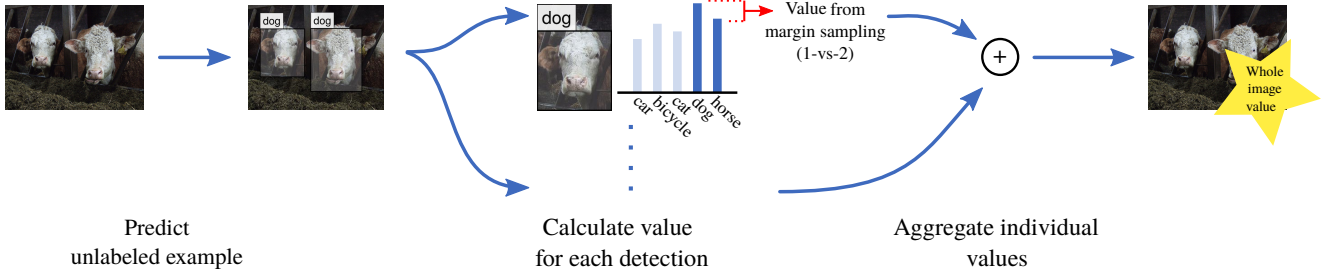 dog
dog
dog
car
bicycle
cat
dog
horse
Value from
margin sampling
(1-vs-2)
+
Whole
image
value
Predict
unlabeled example
Calculate value
for each detection
Aggregate individual
values